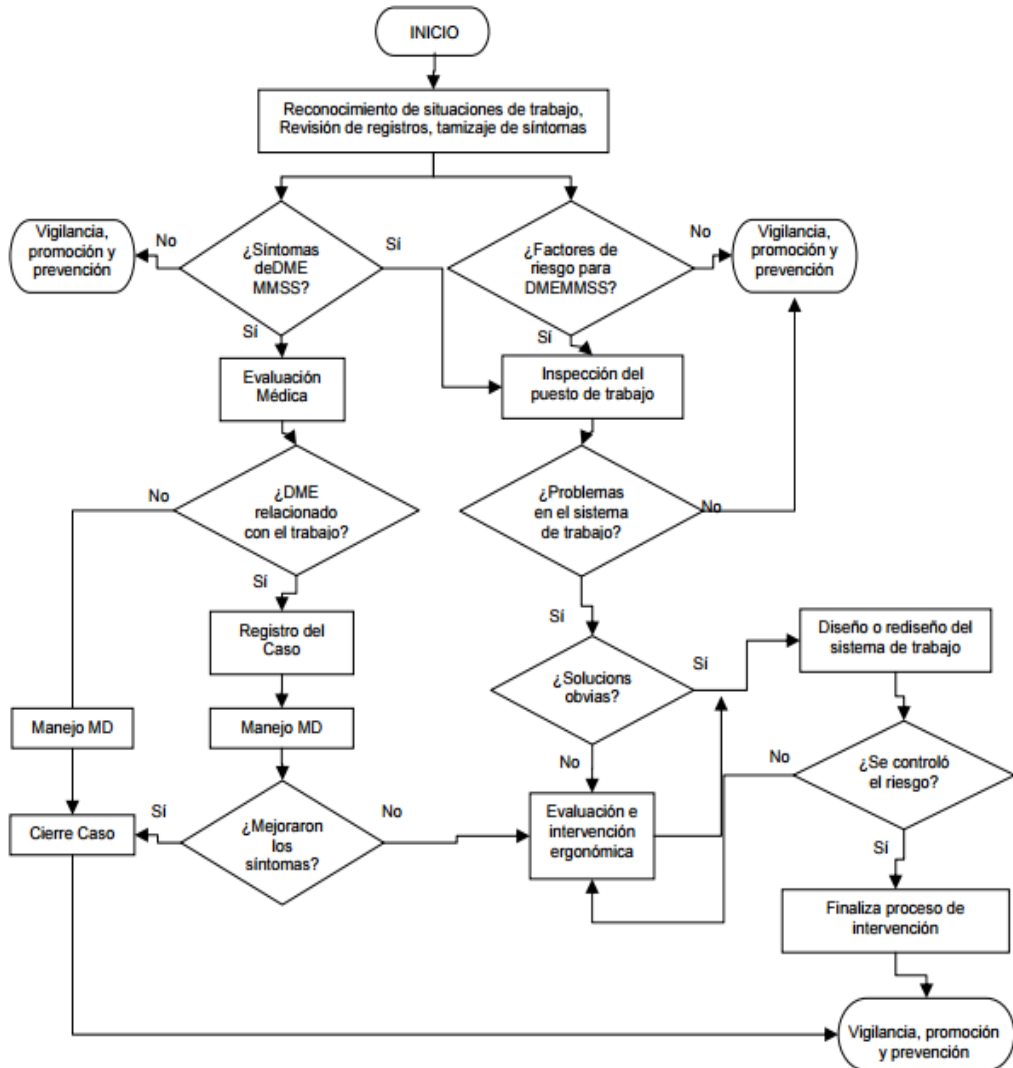 INICIO
Reconocimiento de situaciones de trabajo,
Revisión de registros, tamizaje de síntomas
Vigilancia,
promoción y
prevención
No
¿Síntomas
deDME
MMSS?
Sí
¿Factores de
riesgo para
DMEMMSS?
No
Vigilancia,
promoción y
prevención
Sí
Sí
Evaluación
Médica
Inspección del
puesto de trabajo
No
¿DME
relacionado
con el trabajo?
¿Problemas
en el sistema
de trabajo?
No
Sí
Sí
Registro del
Caso
Diseño o rediseño del
sistema de trabajo
¿Solucions
obvias?
Sí
Manejo MD
Manejo MD
No
No
¿Se controló
el riesgo?
Cierre Caso
Sí
¿Mejoraron
los
síntomas?
No
Evaluación e
intervención
ergonómica
Sí
Finaliza proceso de
intervención
Vigilancia, promoción
y prevención